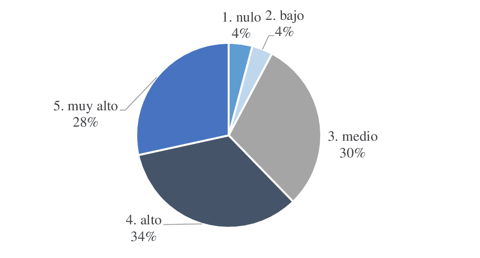 1. nulo
4%
2. bajo
4%
3. medio
30%
4. alto
34%
5. muy alto
28%